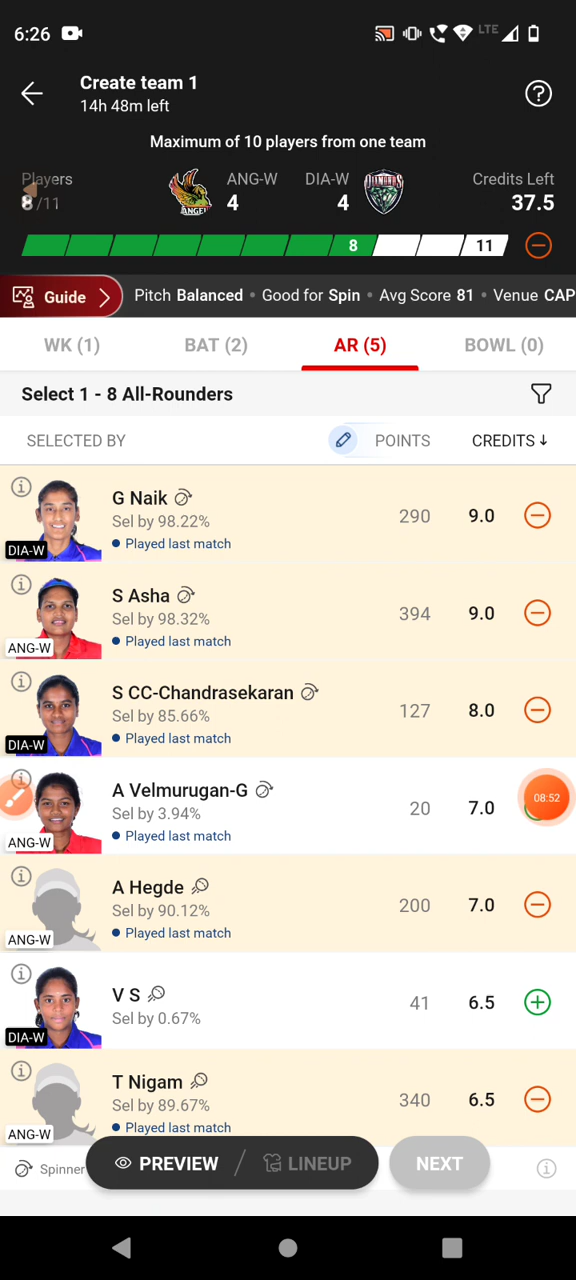 6:26
LTE
Create team 1
14h 48m left
Maximum of 10 players from one team
Players
8/11
ANG-W
4
DIA-W
4
DIAMONDS
ANGELS
Credits Left
37.5
8
11
Guide
Pitch Balanced • Good for Spin • Avg Score 81 • Venue CAP
WK (1)
BAT (2)
AR (5)
BOWL (0)
Select 1 - 8 All-Rounders
SELECTED BY
POINTS
CREDITS↓
G Naik
Sel by 98.22%
Played last match
DIA-W
290
9.0
S Asha
Sel by 98.32%
Played last match
ANG-W
394
9.0
S CC-Chandrasekaran
Sel by 85.66%
Played last match
DIA-W
127
8.0
A Velmurugan-G
Sel by 3.94%
Played last match
ANG-W
20
7.0
08:52
A Hegde
Sel by 90.12%
Played last match
ANG-W
200
7.0
V S
Sel by 0.67%
DIA-W
41
6.5
T Nigam
Sel by 89.67%
Played last match
ANG-W
340
6.5
Spinner
PREVIEW
LINEUP
NEXT